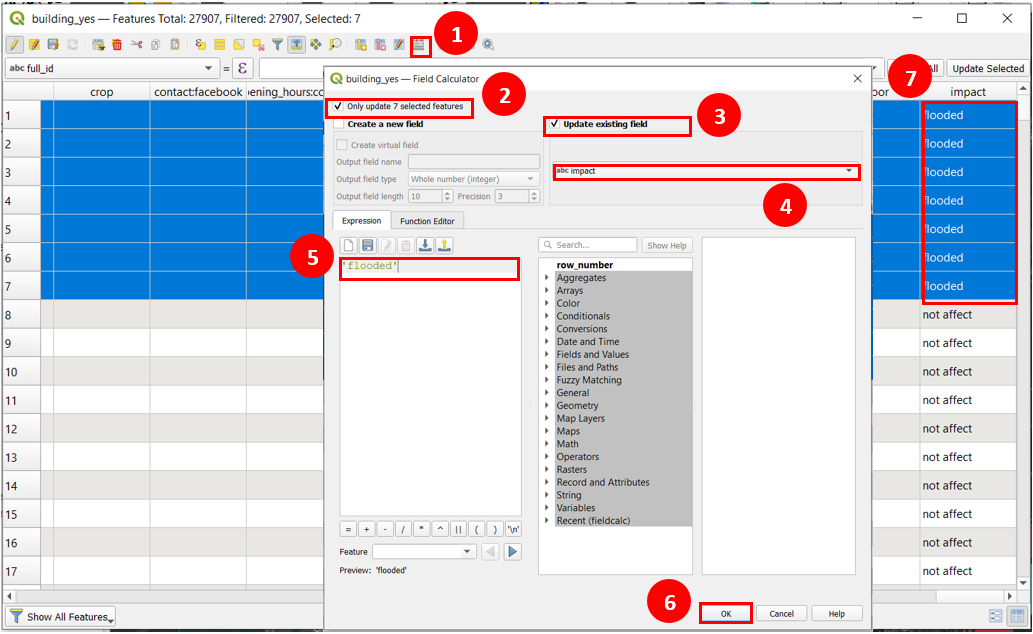 building_yes — Features Total: 27907, Filtered: 27907, Selected: 7
1
abc full_id
=
ε
All
Update Selected
7
crop
contact:facebook
pening_hours:co
oor
impact
building_yes — Field Calculator
2
Only update 7 selected features
3
Create a new field
Update existing field
Create virtual field
Output field name
Output field type
Whole number (integer)
abc impact
Output field length
10
Precision
3
4
Expression
Function Editor
5
Search...
Show Help
'flooded'
row_number
Aggregates
Arrays
Color
Conditionals
Conversions
Date and Time
Fields and Values
Files and Paths
Fuzzy Matching
General
Geometry
Map Layers
Maps
Math
Operators
Rasters
Record and Attributes
String
Variables
Recent (fieldcalc)
= + - / * ^ || ( ) '\n'
Feature
Preview: 'flooded'
6
OK
Cancel
Help
1
flooded
2
flooded
3
flooded
4
flooded
5
flooded
6
flooded
7
flooded
8
not affect
9
not affect
10
not affect
11
not affect
12
not affect
13
not affect
14
not affect
15
not affect
16
not affect
17
not affect
Show All Features